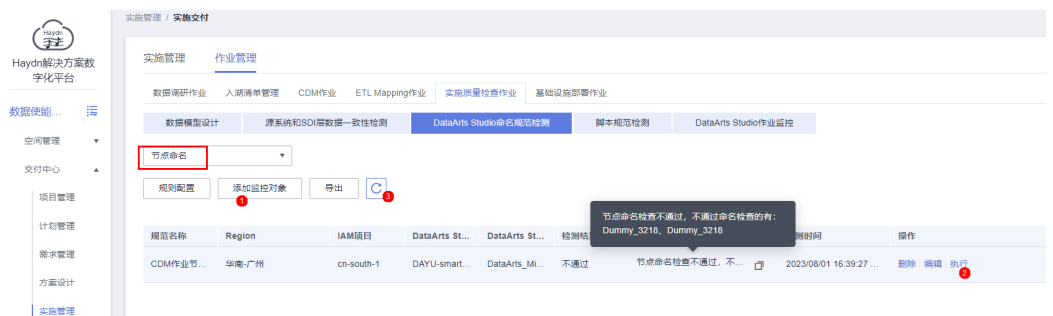 实施管理 / 实施交付
Haydn
Haydn解决方案数
字化平台
数据使能...
空间管理
交付中心
项目管理
计划管理
需求管理
方案设计
实施管理
实施管理 作业管理
数据调研作业 入湖清单管理 CDM作业 ETL Mapping作业 实施质量检查作业 基础设施部署作业
数据模型设计 源系统和SDI层数据一致性检测 DataArts Studio命名规范检测 脚本规范检测 DataArts Studio作业监控
节点命名
规则配置 添加监控对象 导出
1 3
节点命名检查不通过，不通过命名检查的有：
Dummy_3218、Dummy_3218
规范名称 Region IAM项目 DataArts St... DataArts St... 检测结 测时间 操作
CDM作业节... 华南-广州 cn-south-1 DAYU-smart... DataArts_Mi... 不通过 节点命名检查不通过，不... 2023/08/01 16:39:27 ... 删除 编辑 执行
2